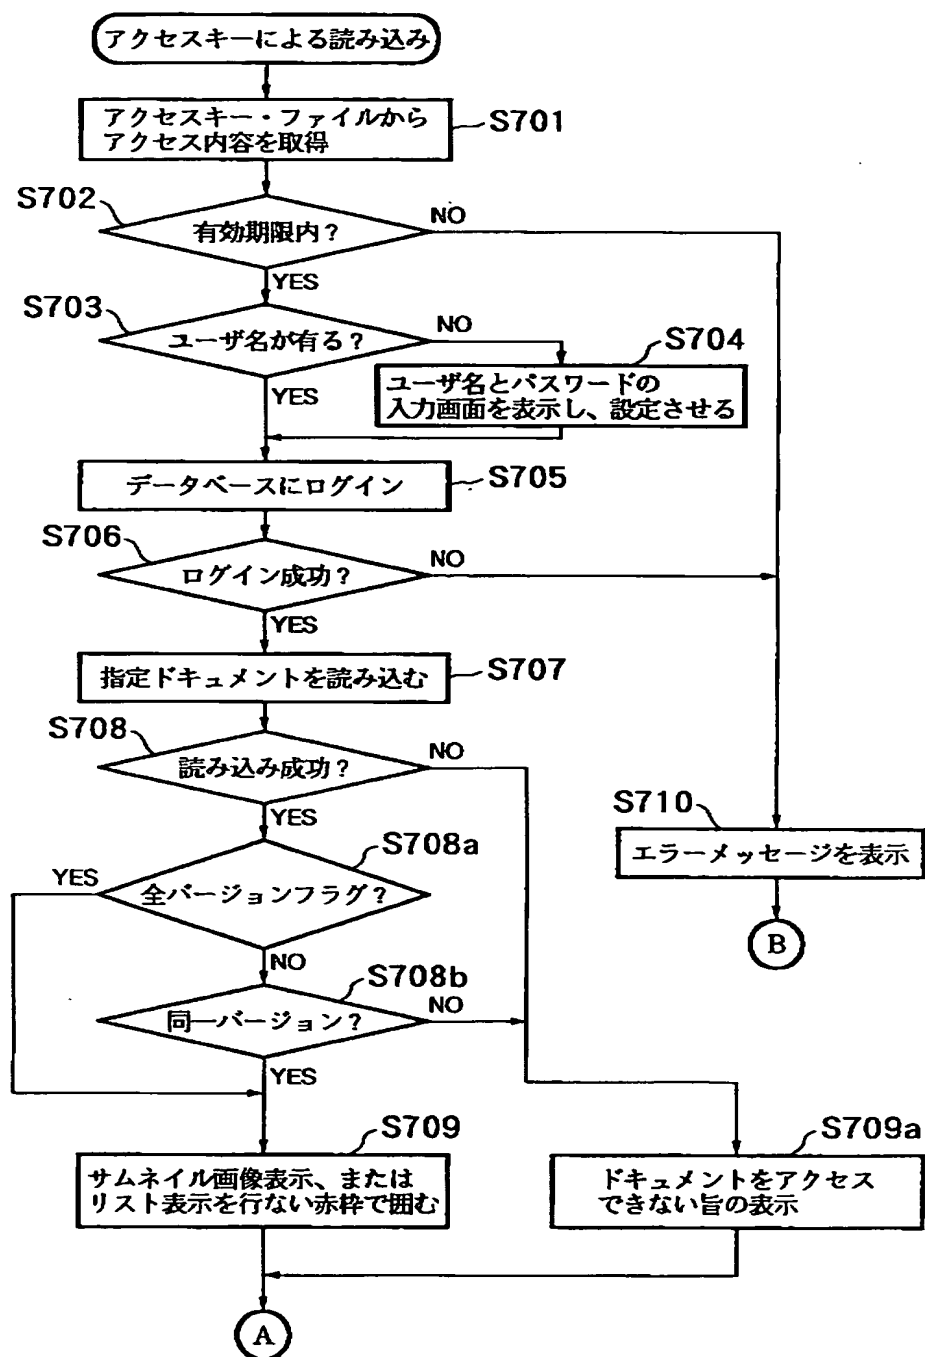 アクセスキーによる読み込み
アクセスキー・ファイルから
アクセス内容を取得
S701
S702
有効期限内?
NO
YES
S703
ユーザ名が有る?
NO
YES
S704
ユーザ名とパスワードの
入力画面を表示し、設定させる
データベースにログイン
S705
S706
ログイン成功?
NO
YES
指定ドキュメントを読み込む
S707
S708
読み込み成功?
NO
YES
S710
エラーメッセージを表示
B
S708a
YES
全バージョンフラグ?
NO
S708b
同一バージョン?
NO
YES
S709
サムネイル画像表示、または
リスト表示を行ない赤枠で囲む
S709a
ドキュメントをアクセス
できない旨の表示
A